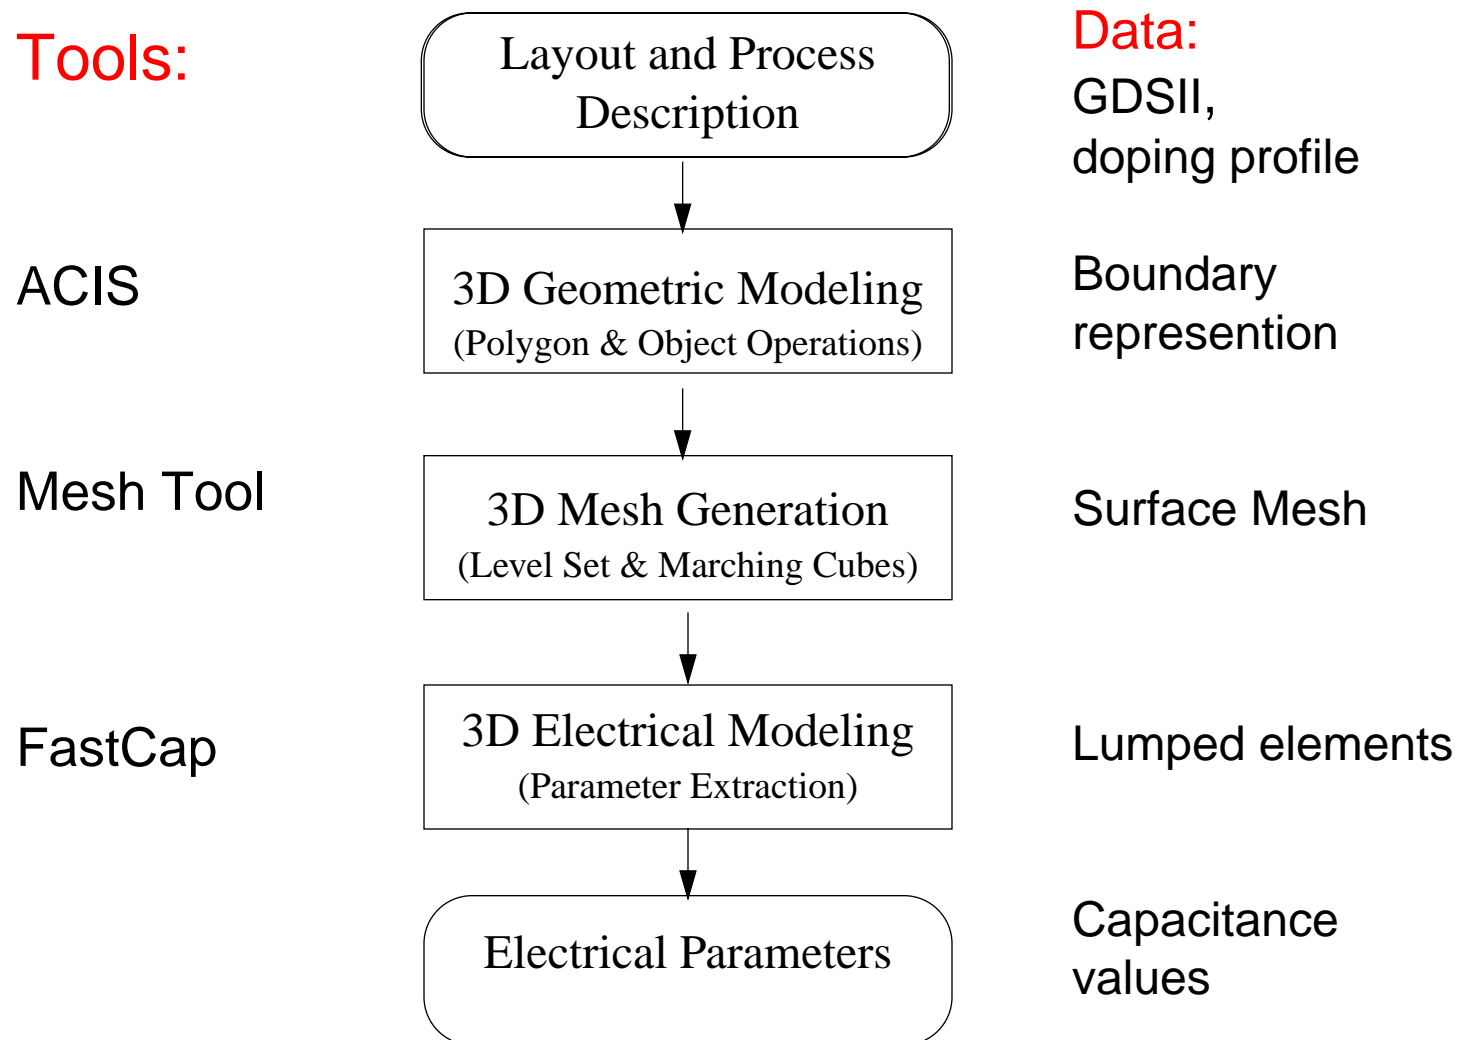 Tools:
Layout and Process
Description
Data:
GDSII,
doping profile
ACIS
3D Geometric Modeling
(Polygon & Object Operations)
Boundary
represention
Mesh Tool
3D Mesh Generation
(Level Set & Marching Cubes)
Surface Mesh
FastCap
3D Electrical Modeling
(Parameter Extraction)
Lumped elements
Electrical Parameters
Capacitance
values